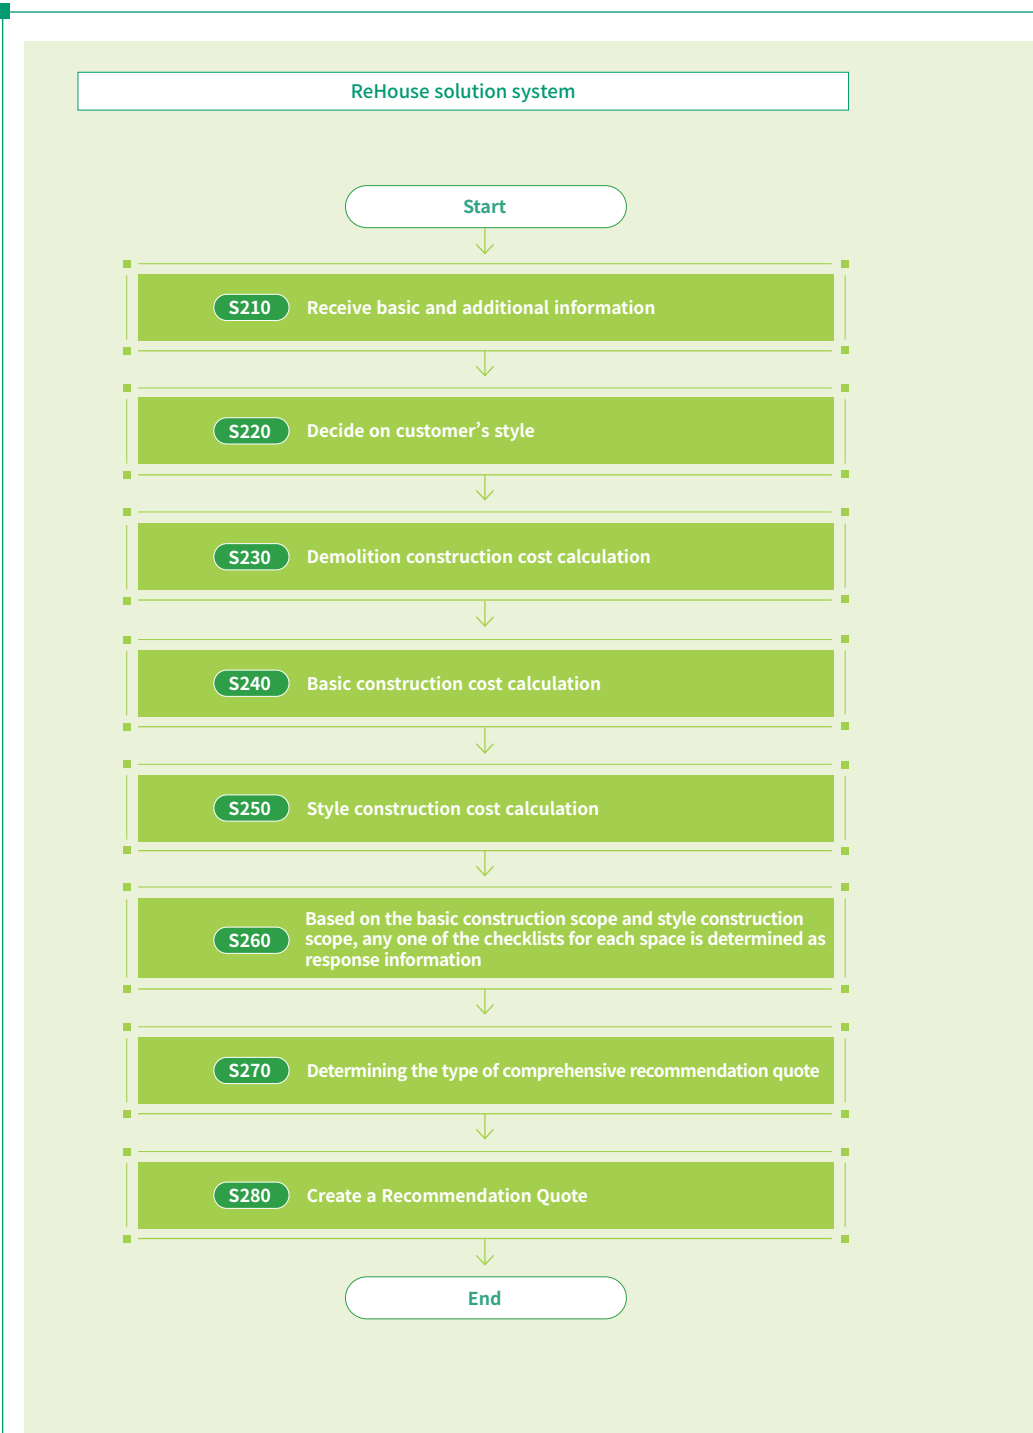 ReHouse solution system
Start
S210 Receive basic and additional information
S220 Decide on customer’s style
S230 Demolition construction cost calculation
S240 Basic construction cost calculation
S250 Style construction cost calculation
S260 Based on the basic construction scope and style construction
scope, any one of the checklists for each space is determined as
response information
S270 Determining the type of comprehensive recommendation quote
S280 Create a Recommendation Quote
End